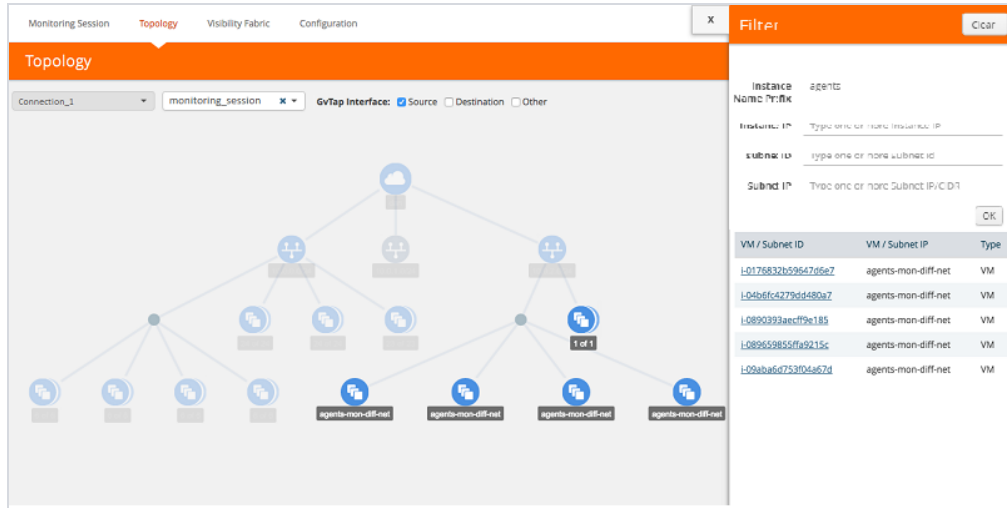 Monitoring Session Topology Visibility Fabric Configuration
X
Topology
Connection_1 monitoring_session GvTap Interface: Source Destination Other
1 of 1
agents-mon-diff-net agents-mon-diff-net agents-mon-diff-net agents-mon-diff-net
Filter Clear
Instance
Name Prefix
agents
Instance IP Type one or more Instance IP
Subnet ID Type one or more Subnet id
Subnet IP Type one or more Subnet IP/CIDR
OK
VM / Subnet ID VM / Subnet IP Type
i-0176832b59647d6e7 agents-mon-diff-net VM
i-04b6fc4279dd480a7 agents-mon-diff-net VM
i-0890393aecff9e185 agents-mon-diff-net VM
i-089659855ffa9215c agents-mon-diff-net VM
i-09aba6d753f04a67d agents-mon-diff-net VM